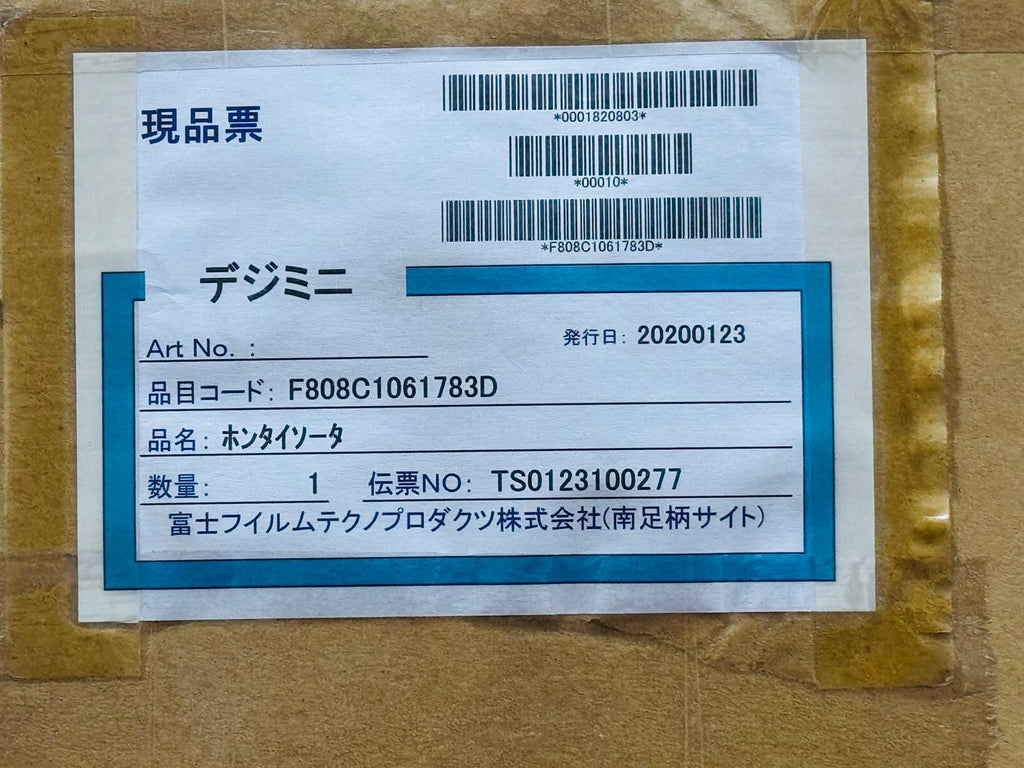 現品票
*0001820803*
*00010*
*F808C1061783D*
デジミニ
Art No. :
発行日: 20200123
品目コード: F808C1061783D
品名: ホンタイソータ
数量: 1 伝票NO: TS0123100277
富士フイルムテクノプロダクツ株式会社(南足柄サイト)